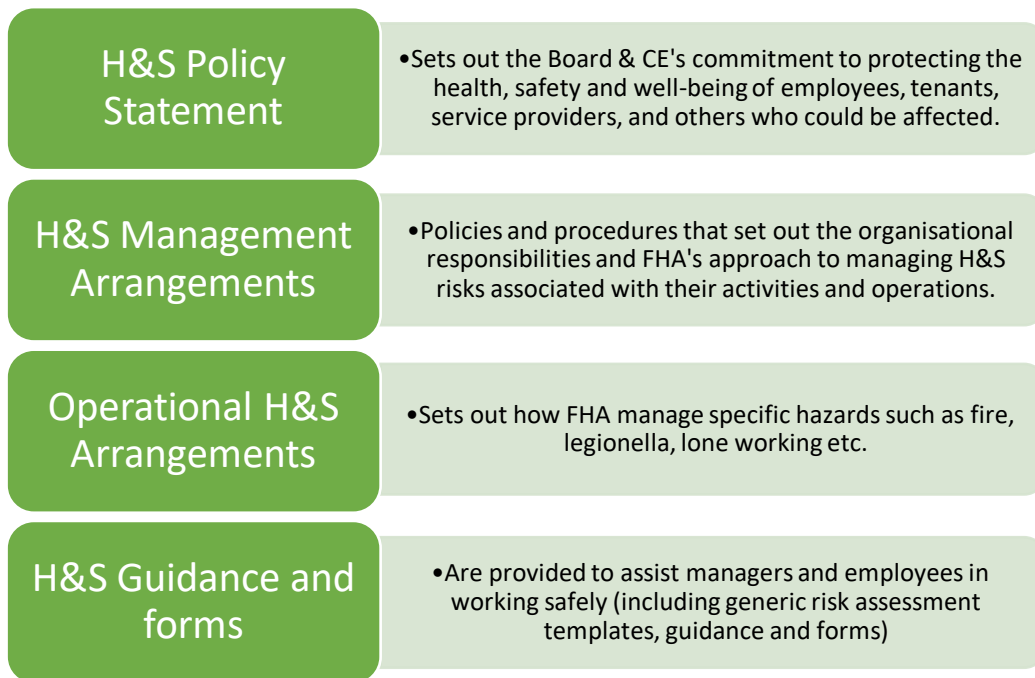 H&S Policy
Statement
•Sets out the Board & CE's commitment to protecting the
health, safety and well-being of employees, tenants,
service providers, and others who could be affected.
H&S Management
Arrangements
•Policies and procedures that set out the organisational
responsibilities and FHA's approach to managing H&S
risks associated with their activities and operations.
Operational H&S
Arrangements
•Sets out how FHA manage specific hazards such as fire,
legionella, lone working etc.
H&S Guidance and
forms
•Are provided to assist managers and employees in
working safely (including generic risk assessment
templates, guidance and forms)